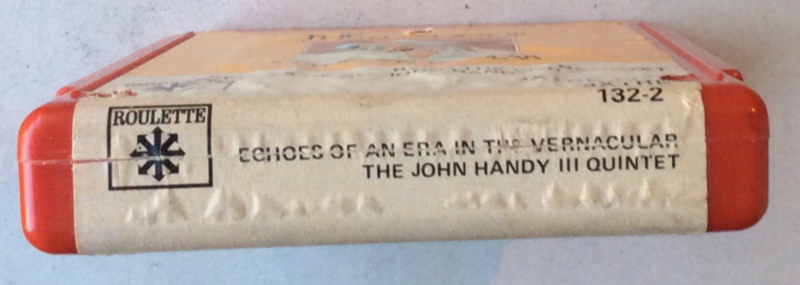 132-2
ROULETTE
ECHOES OF AN ERA IN THE VERNACULAR
THE JOHN HANDY III QUINTET